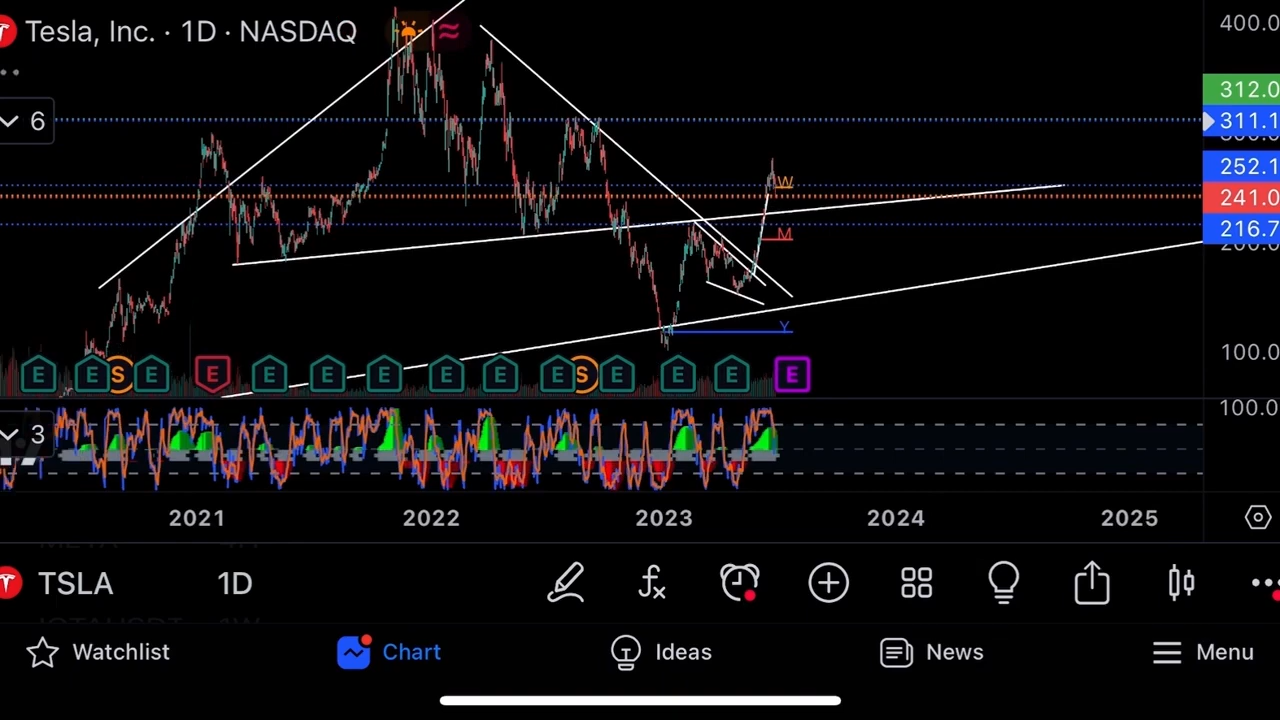 Tesla, Inc. · 1D · NASDAQ
400.0
312.0
6
311.1
252.1
W
241.0
M
216.7
Y
100.0
E E S E E E E E E E E S E E E E
100.0
3
2021 2022 2023 2024 2025
TSLA 1D
Watchlist Chart Ideas News Menu